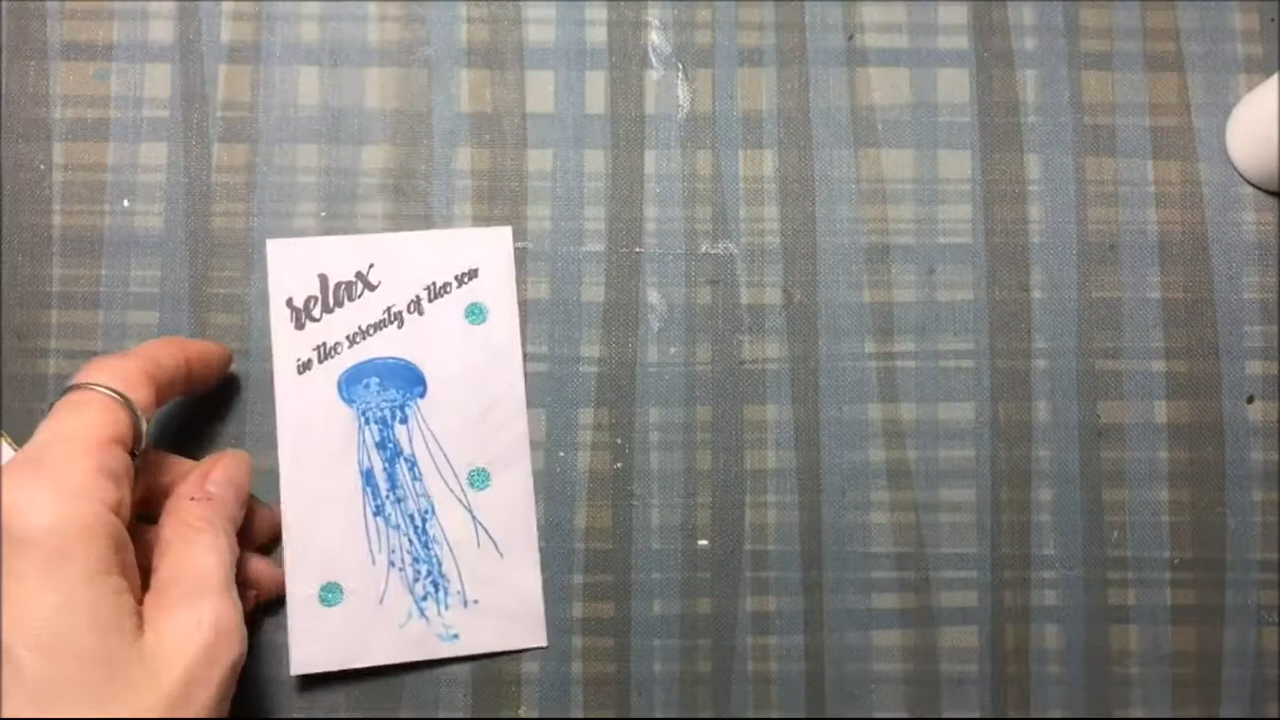 relax
in the serenity of the sea